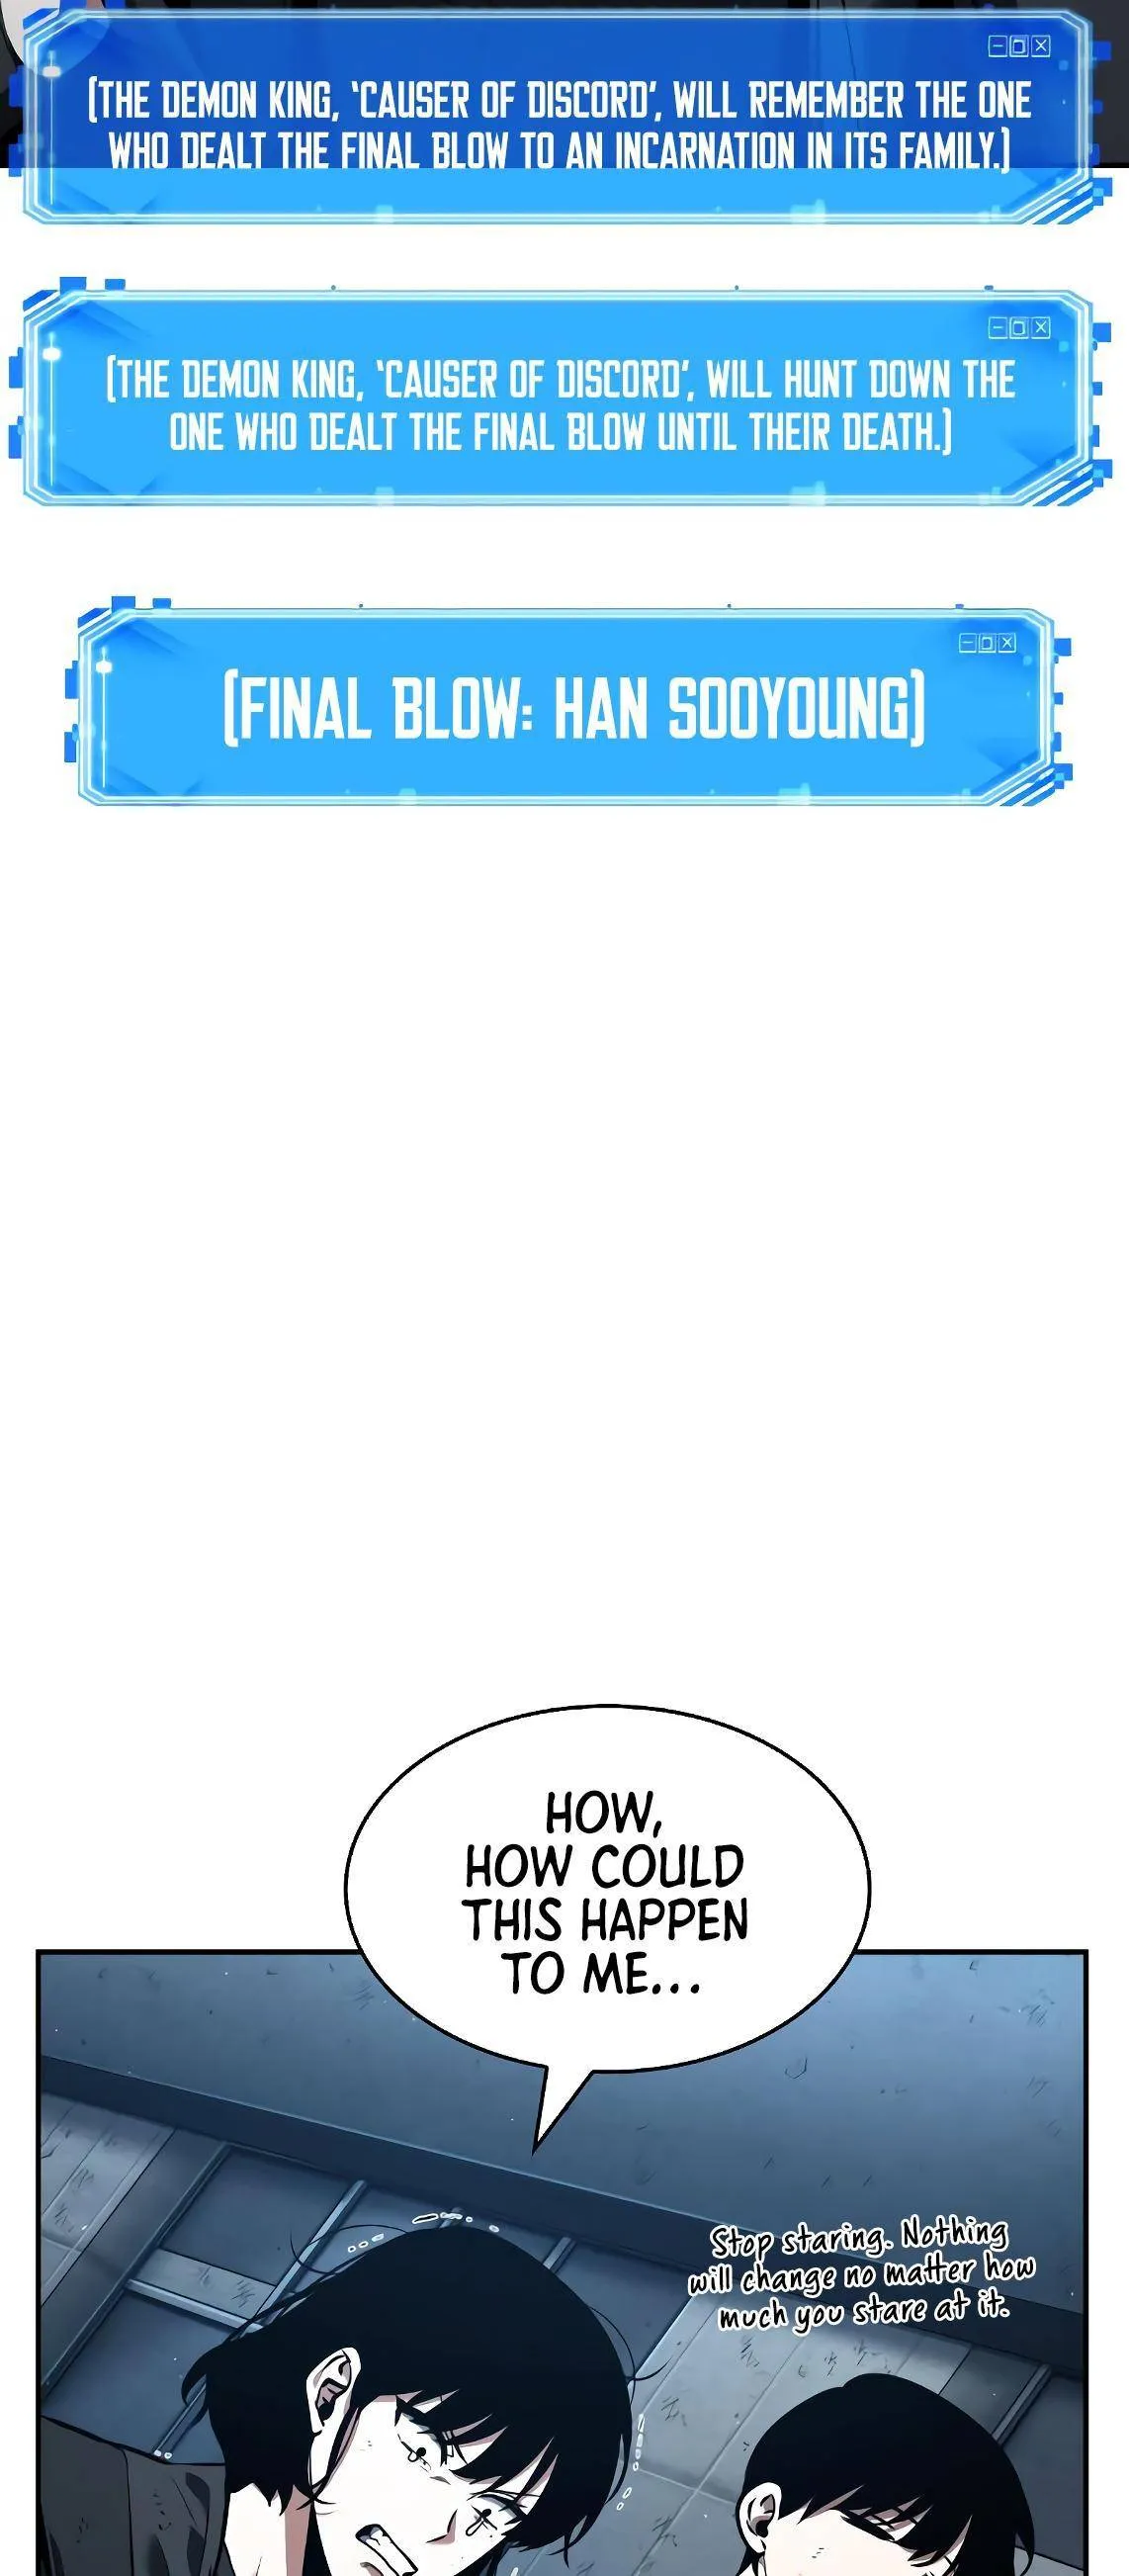 [THE DEMON KING, 'CAUSER OF DISCORD', WILL REMEMBER THE ONE
WHO DEALT THE FINAL BLOW TO AN INCARNATION IN ITS FAMILY.]
[THE DEMON KING, 'CAUSER OF DISCORD', WILL HUNT DOWN THE
ONE WHO DEALT THE FINAL BLOW UNTIL THEIR DEATH.]
[FINAL BLOW: HAN SOOYOUNG]
HOW,
HOW COULD
THIS HAPPEN
TO ME...
Stop staring. Nothing
will change no matter how
much you stare at it.